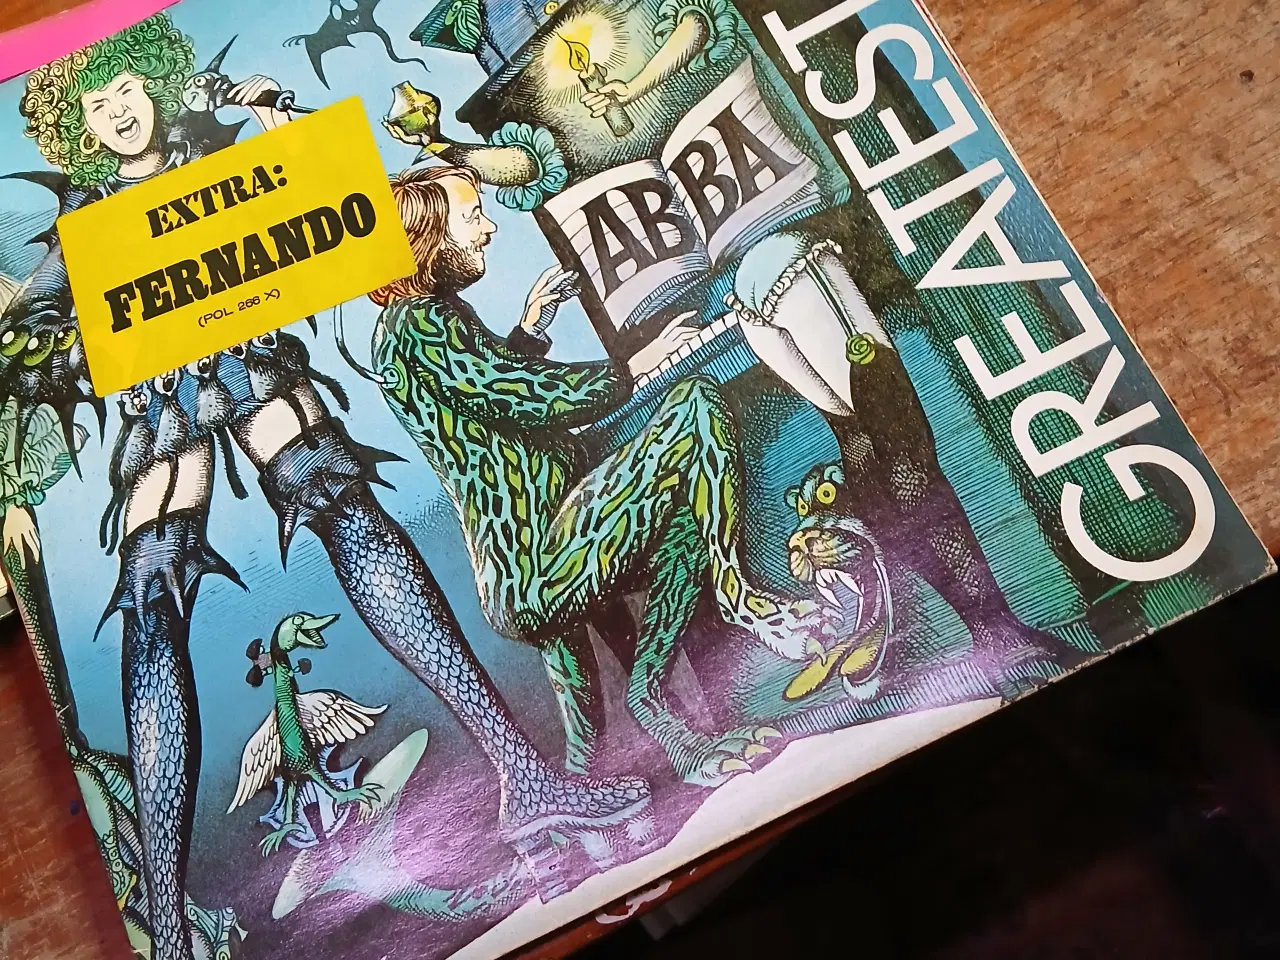 EXTRA:
FERNANDO
(POL 266 X)
ABBA
GREATEST